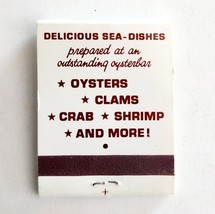 DELICIOUS SEA-DISHES
prepared at an
outstanding oysterbar
★ OYSTERS
★ CLAMS
★ CRAB ★ SHRIMP
★ AND MORE!